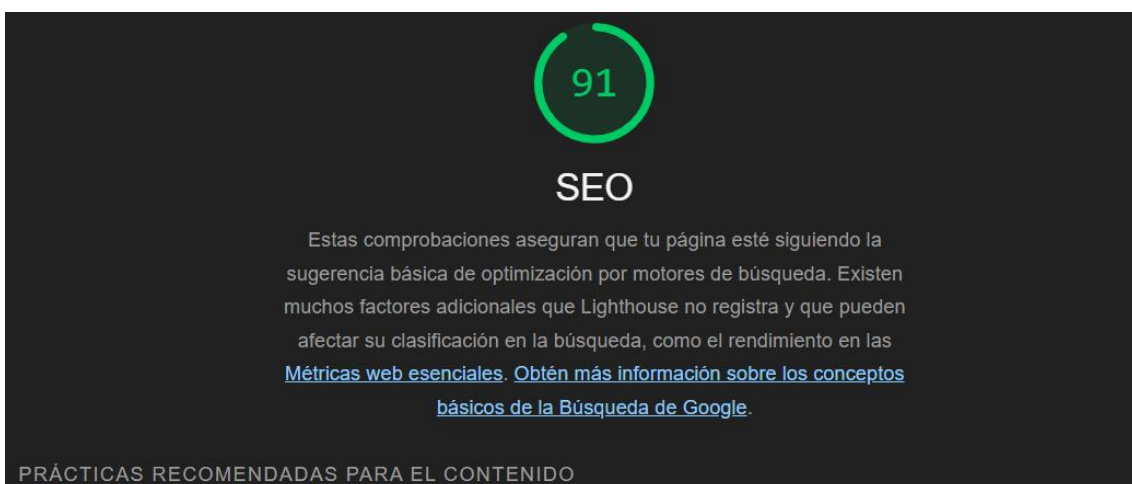 91
SEO
Estas comprobaciones aseguran que tu página esté siguiendo la
sugerencia básica de optimización por motores de búsqueda. Existen
muchos factores adicionales que Lighthouse no registra y que pueden
afectar su clasificación en la búsqueda, como el rendimiento en las
Métricas web esenciales. Obtén más información sobre los conceptos
básicos de la Búsqueda de Google.
PRÁCTICAS RECOMENDADAS PARA EL CONTENIDO